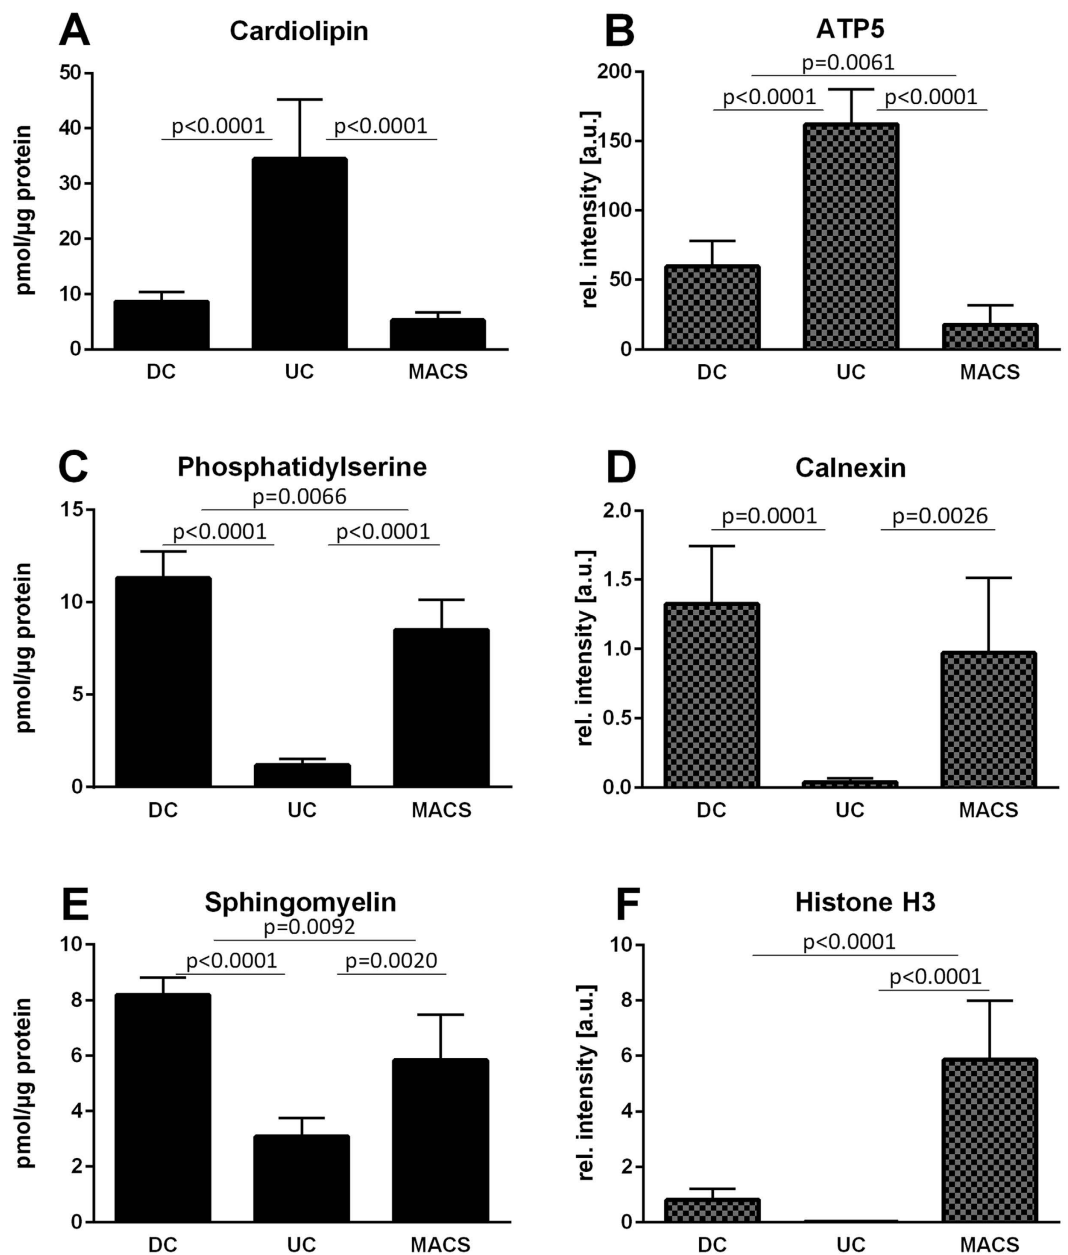 A
Cardiolipin
pmol/µg protein
50
40
30
20
10
0
p<0.0001
p<0.0001
DC
UC
MACS
B
ATP5
rel. intensity [a.u.]
200
150
100
50
0
p=0.0061
p<0.0001
p<0.0001
DC
UC
MACS
C
Phosphatidylserine
pmol/µg protein
15
10
5
0
p=0.0066
p<0.0001
p<0.0001
DC
UC
MACS
D
Calnexin
rel. intensity [a.u.]
2.0
1.5
1.0
0.5
0.0
p=0.0001
p=0.0026
DC
UC
MACS
E
Sphingomyelin
pmol/µg protein
10
8
6
4
2
0
p=0.0092
p<0.0001
p=0.0020
DC
UC
MACS
F
Histone H3
rel. intensity [a.u.]
10
8
6
4
2
0
p<0.0001
p<0.0001
DC
UC
MACS